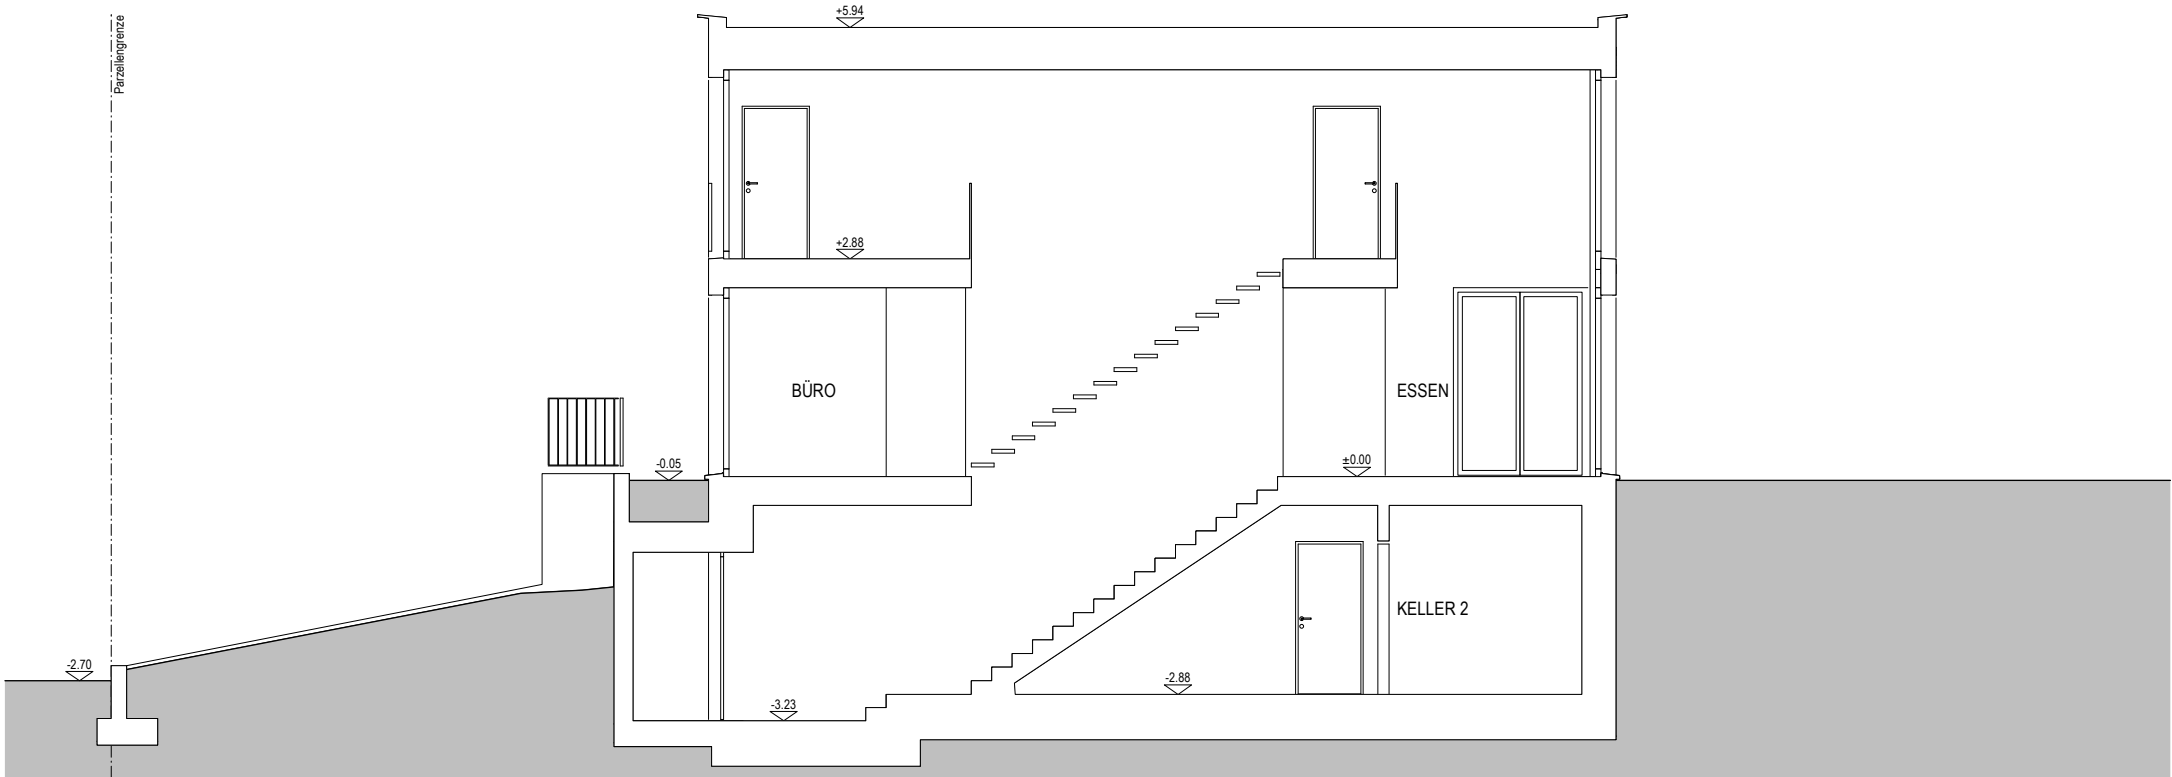 +5.94
Parzellengrenze
+2.88
BÜRO
ESSEN
-0.05
±0.00
KELLER 2
-2.70
-2.88
-3.23